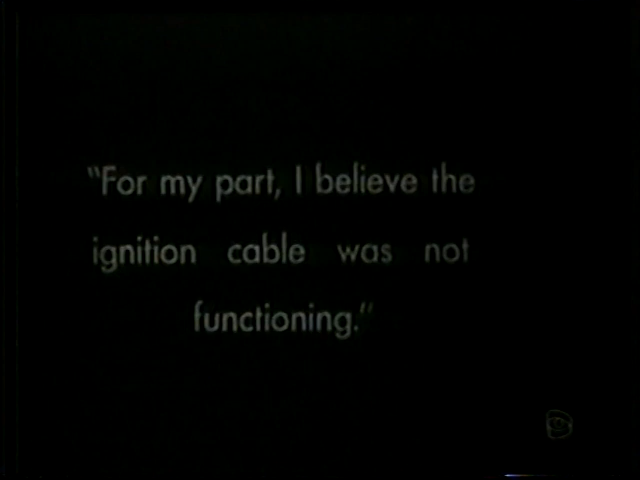 "For my part, I believe the
ignition cable was not
functioning."